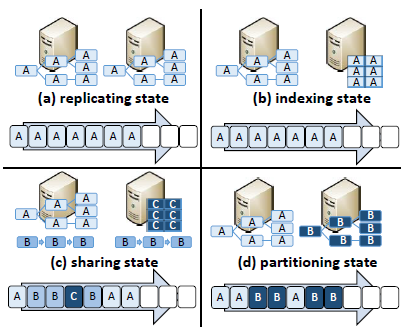 A A A A A A A A A A A A
(a) replicating state
A A A A A A A
A A A A A A A A A A A A
(b) indexing state
A A A A A A A
A A A A A A C C C C C C
B B B B B B
(c) sharing state
A B B C B A A
A A A A A A B B B B B B
(d) partitioning state
A A B B A B B